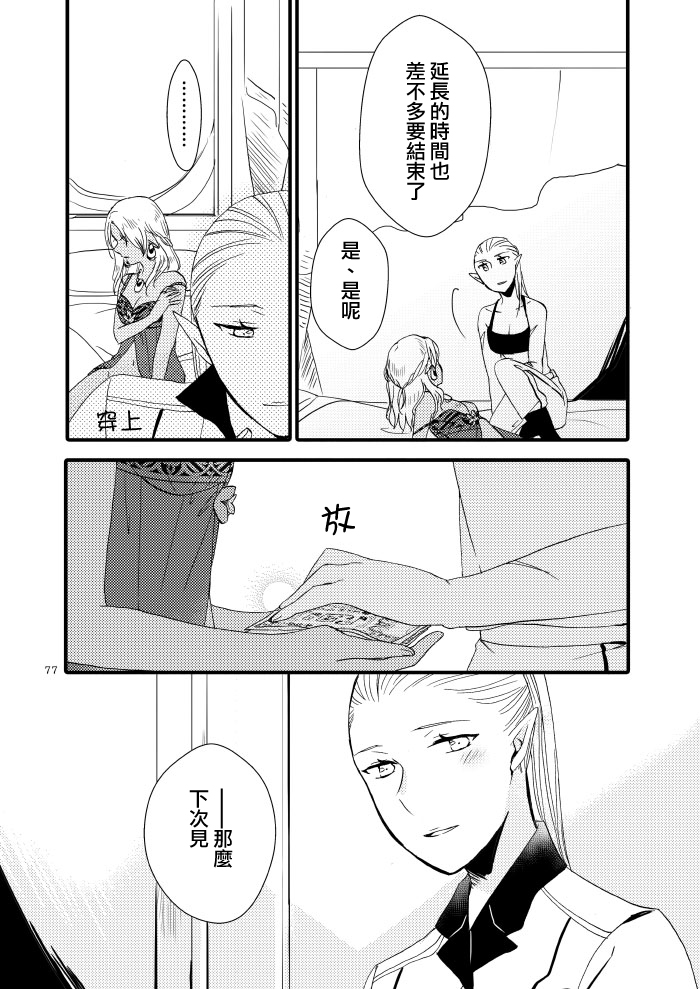 延長的時間也
差不多要結束了
是、是呢
………
穿上
放
77
──那麼
下次見